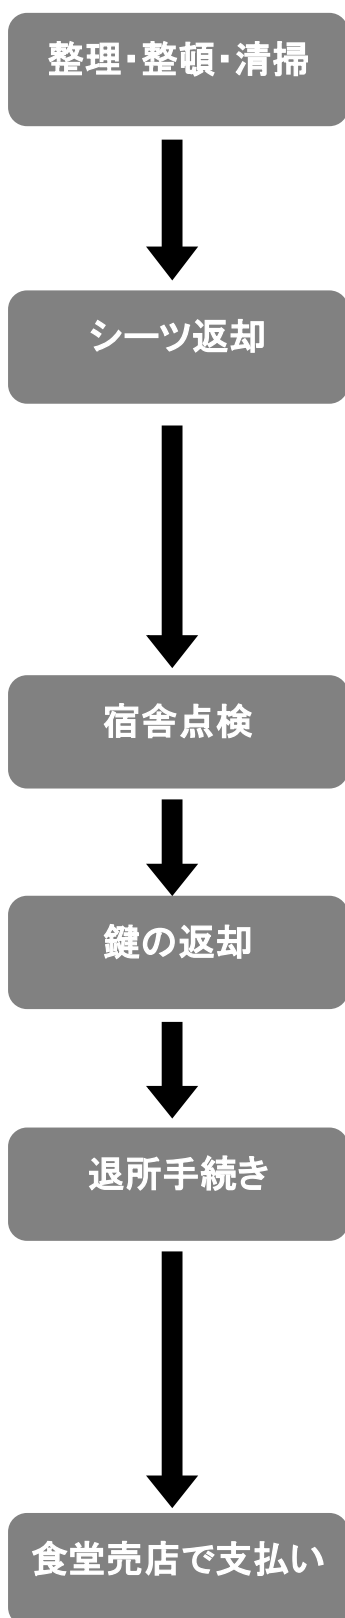 整理・整頓・清掃
シーツ返却
宿舎点検
鍵の返却
退所手続き
食堂売店で支払い